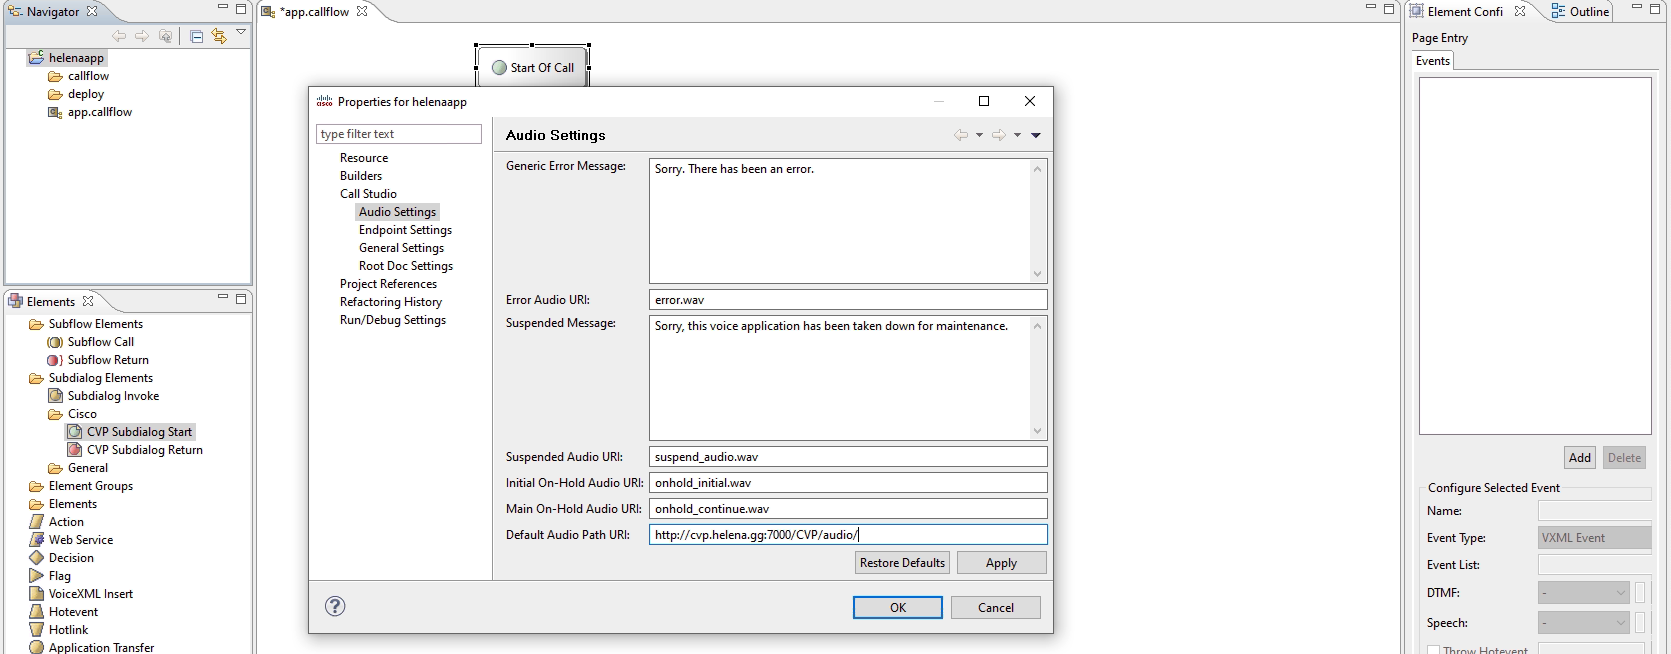 Navigator
helenaapp
callflow
deploy
app.callflow
Elements
Subflow Elements
Subflow Call
Subflow Return
Subdialog Elements
Subdialog Invoke
Cisco
CVP Subdialog Start
CVP Subdialog Return
General
Element Groups
Elements
Action
Web Service
Decision
Flag
VoiceXML Insert
Hotevent
Hotlink
Application Transfer
*app.callflow
Start Of Call
cisco
Properties for helenaapp
type filter text
Resource
Builders
Call Studio
Audio Settings
Endpoint Settings
General Settings
Root Doc Settings
Project References
Refactoring History
Run/Debug Settings
Audio Settings
Generic Error Message: Sorry. There has been an error.
Error Audio URI: error.wav
Suspended Message: Sorry, this voice application has been taken down for maintenance.
Suspended Audio URI: suspend_audio.wav
Initial On-Hold Audio URI: onhold_initial.wav
Main On-Hold Audio URI: onhold_continue.wav
Default Audio Path URI: http://cvp.helena.gg:7000/CVP/audio/
Restore Defaults Apply
? OK Cancel
Element Confi Outline
Page Entry
Events
Add Delete
Configure Selected Event
Name:
Event Type: VXML Event
Event List:
DTMF: -
Speech: -
Throw Hotevent